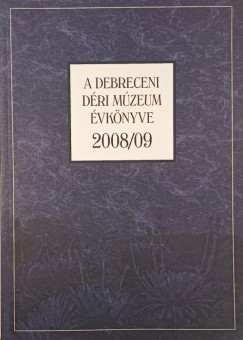 A DEBRECENI
DÉRI MÚZEUM
ÉVKÖNYVE
2008/09